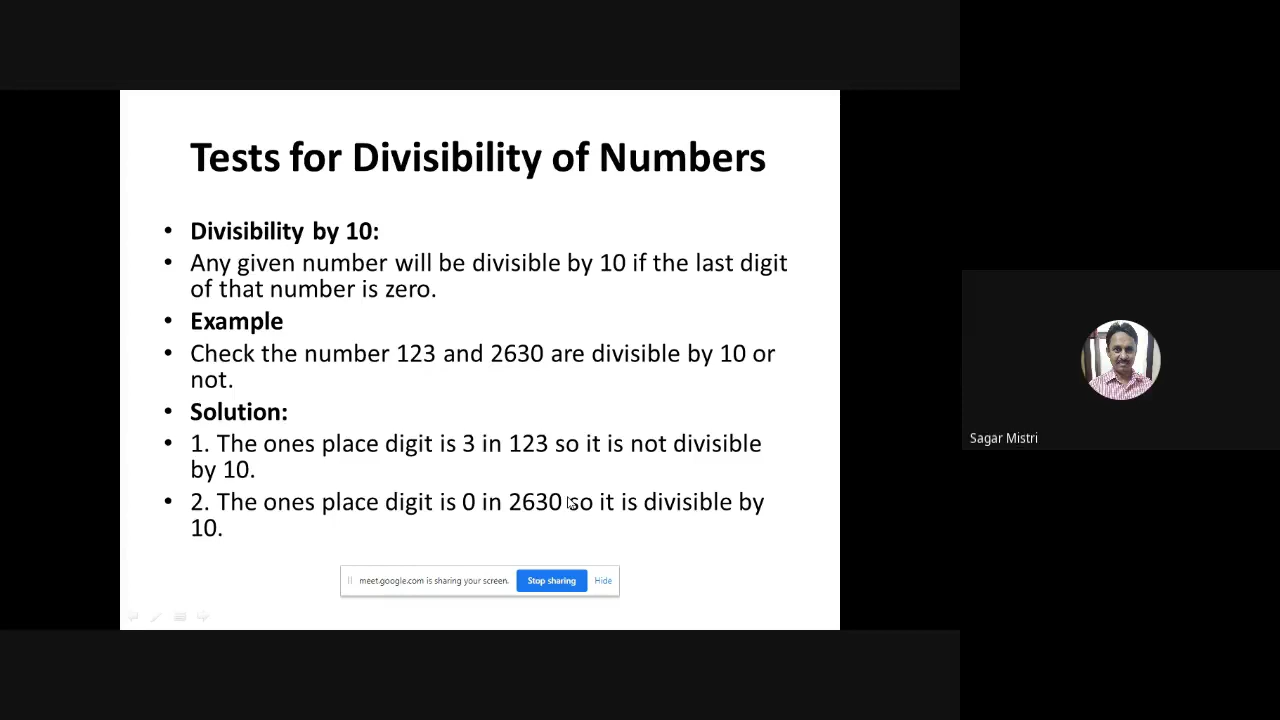 Tests for Divisibility of Numbers
• Divisibility by 10:
• Any given number will be divisible by 10 if the last digit
of that number is zero.
• Example
• Check the number 123 and 2630 are divisible by 10 or
not.
• Solution:
• 1. The ones place digit is 3 in 123 so it is not divisible
by 10.
• 2. The ones place digit is 0 in 2630 so it is divisible by
10.
meet.google.com is sharing your screen. Stop sharing Hide
Sagar Mistri